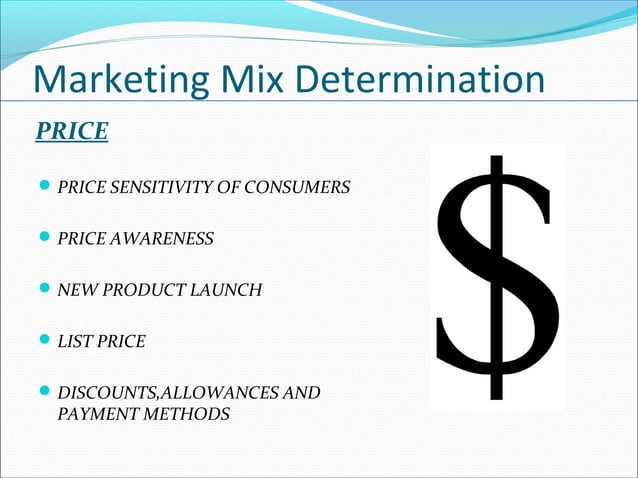 Marketing Mix Determination
PRICE
PRICE SENSITIVITY OF CONSUMERS
PRICE AWARENESS
NEW PRODUCT LAUNCH
LIST PRICE
DISCOUNTS,ALLOWANCES AND
PAYMENT METHODS
$